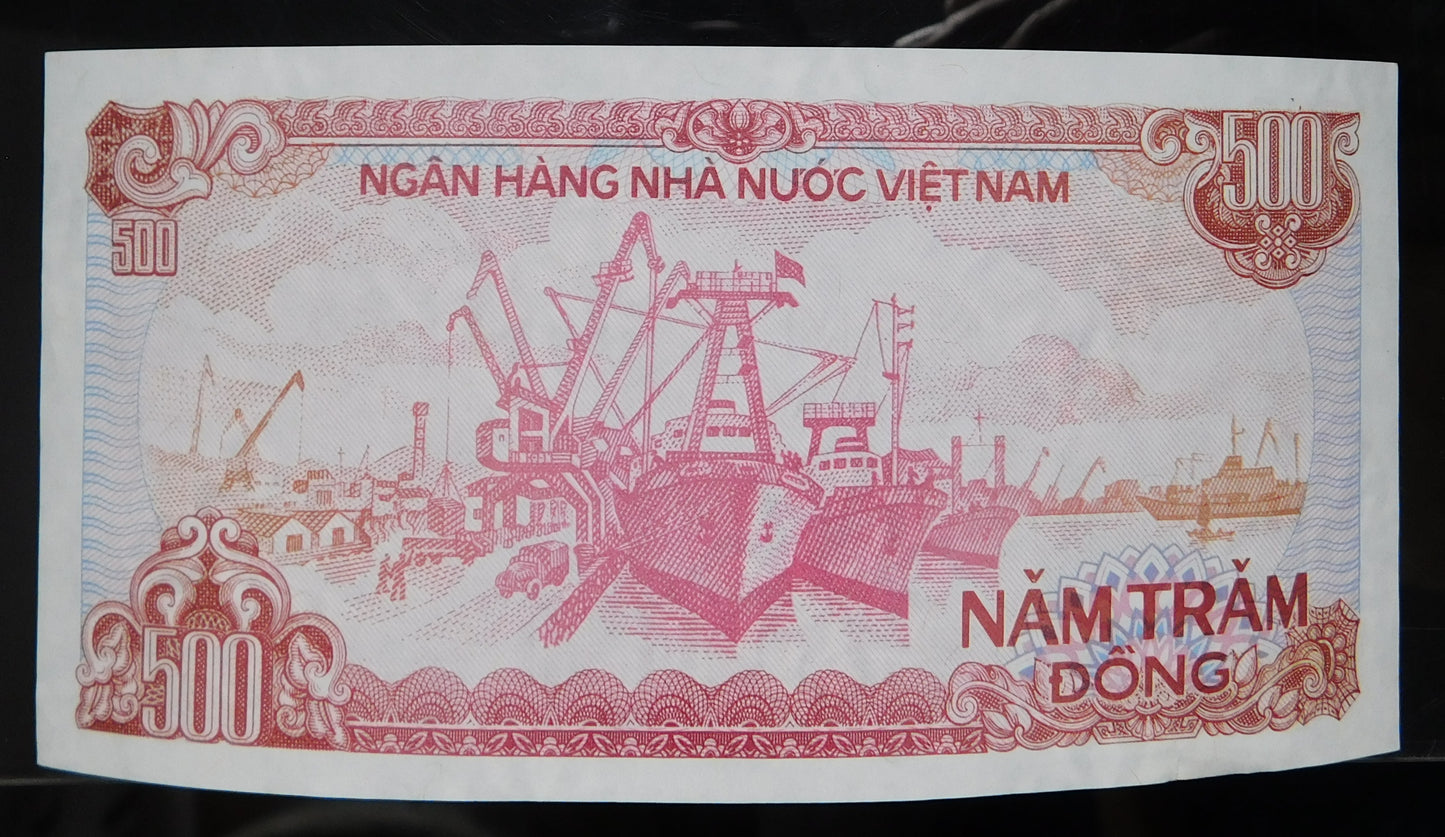 NGÂN HÀNG NHÀ NƯỚC VIỆT NAM
500
500
NĂM TRĂM
ĐỒNG
500